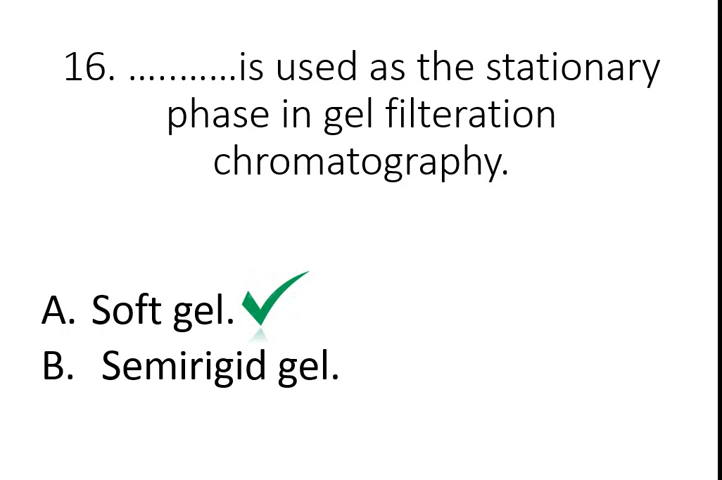 16. ...........is used as the stationary
phase in gel filteration
chromatography.
A. Soft gel.
B. Semirigid gel.